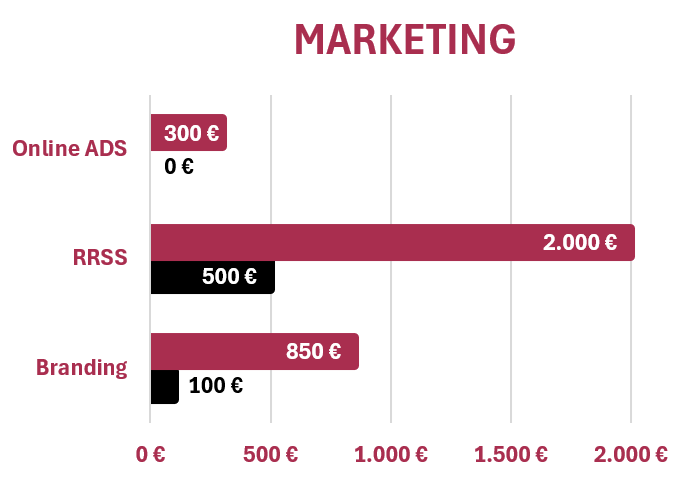 MARKETING
Online ADS
300 €
0 €
RRSS
2.000 €
500 €
Branding
850 €
100 €
0 €
500 €
1.000 €
1.500 €
2.000 €